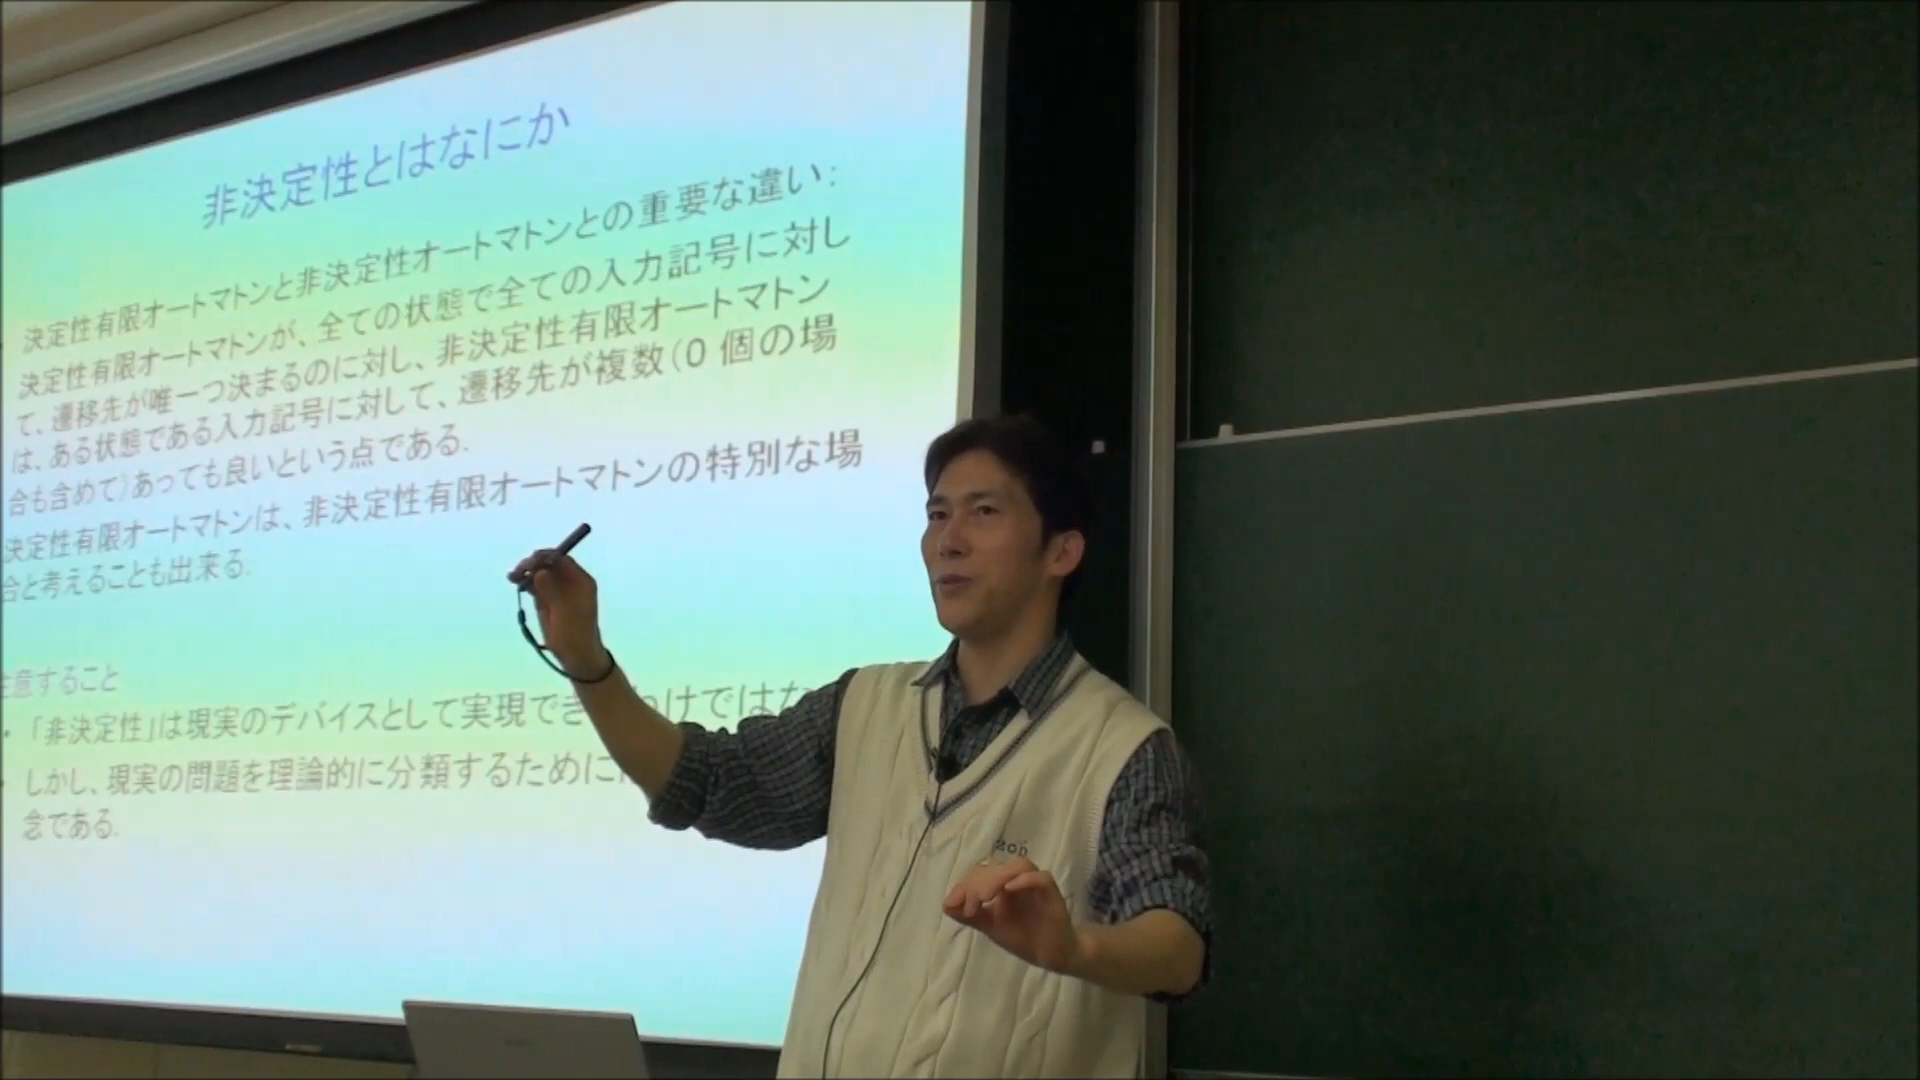 非決定性とはなにか
決定性有限オートマトンと非決定性オートマトンとの重要な違い:
決定性有限オートマトンが、全ての状態で全ての入力記号に対し
て、遷移先が唯一つ決まるのに対し、非決定性有限オートマトン
は、ある状態である入力記号に対して、遷移先が複数(0 個の場
合も含めて)あっても良いという点である.
決定性有限オートマトンは、非決定性有限オートマトンの特別な場
合と考えることも出来る.
意すること
・「非決定性」は現実のデバイスとして実現でき わけではな
・しかし、現実の問題を理論的に分類するために
念である.
20b